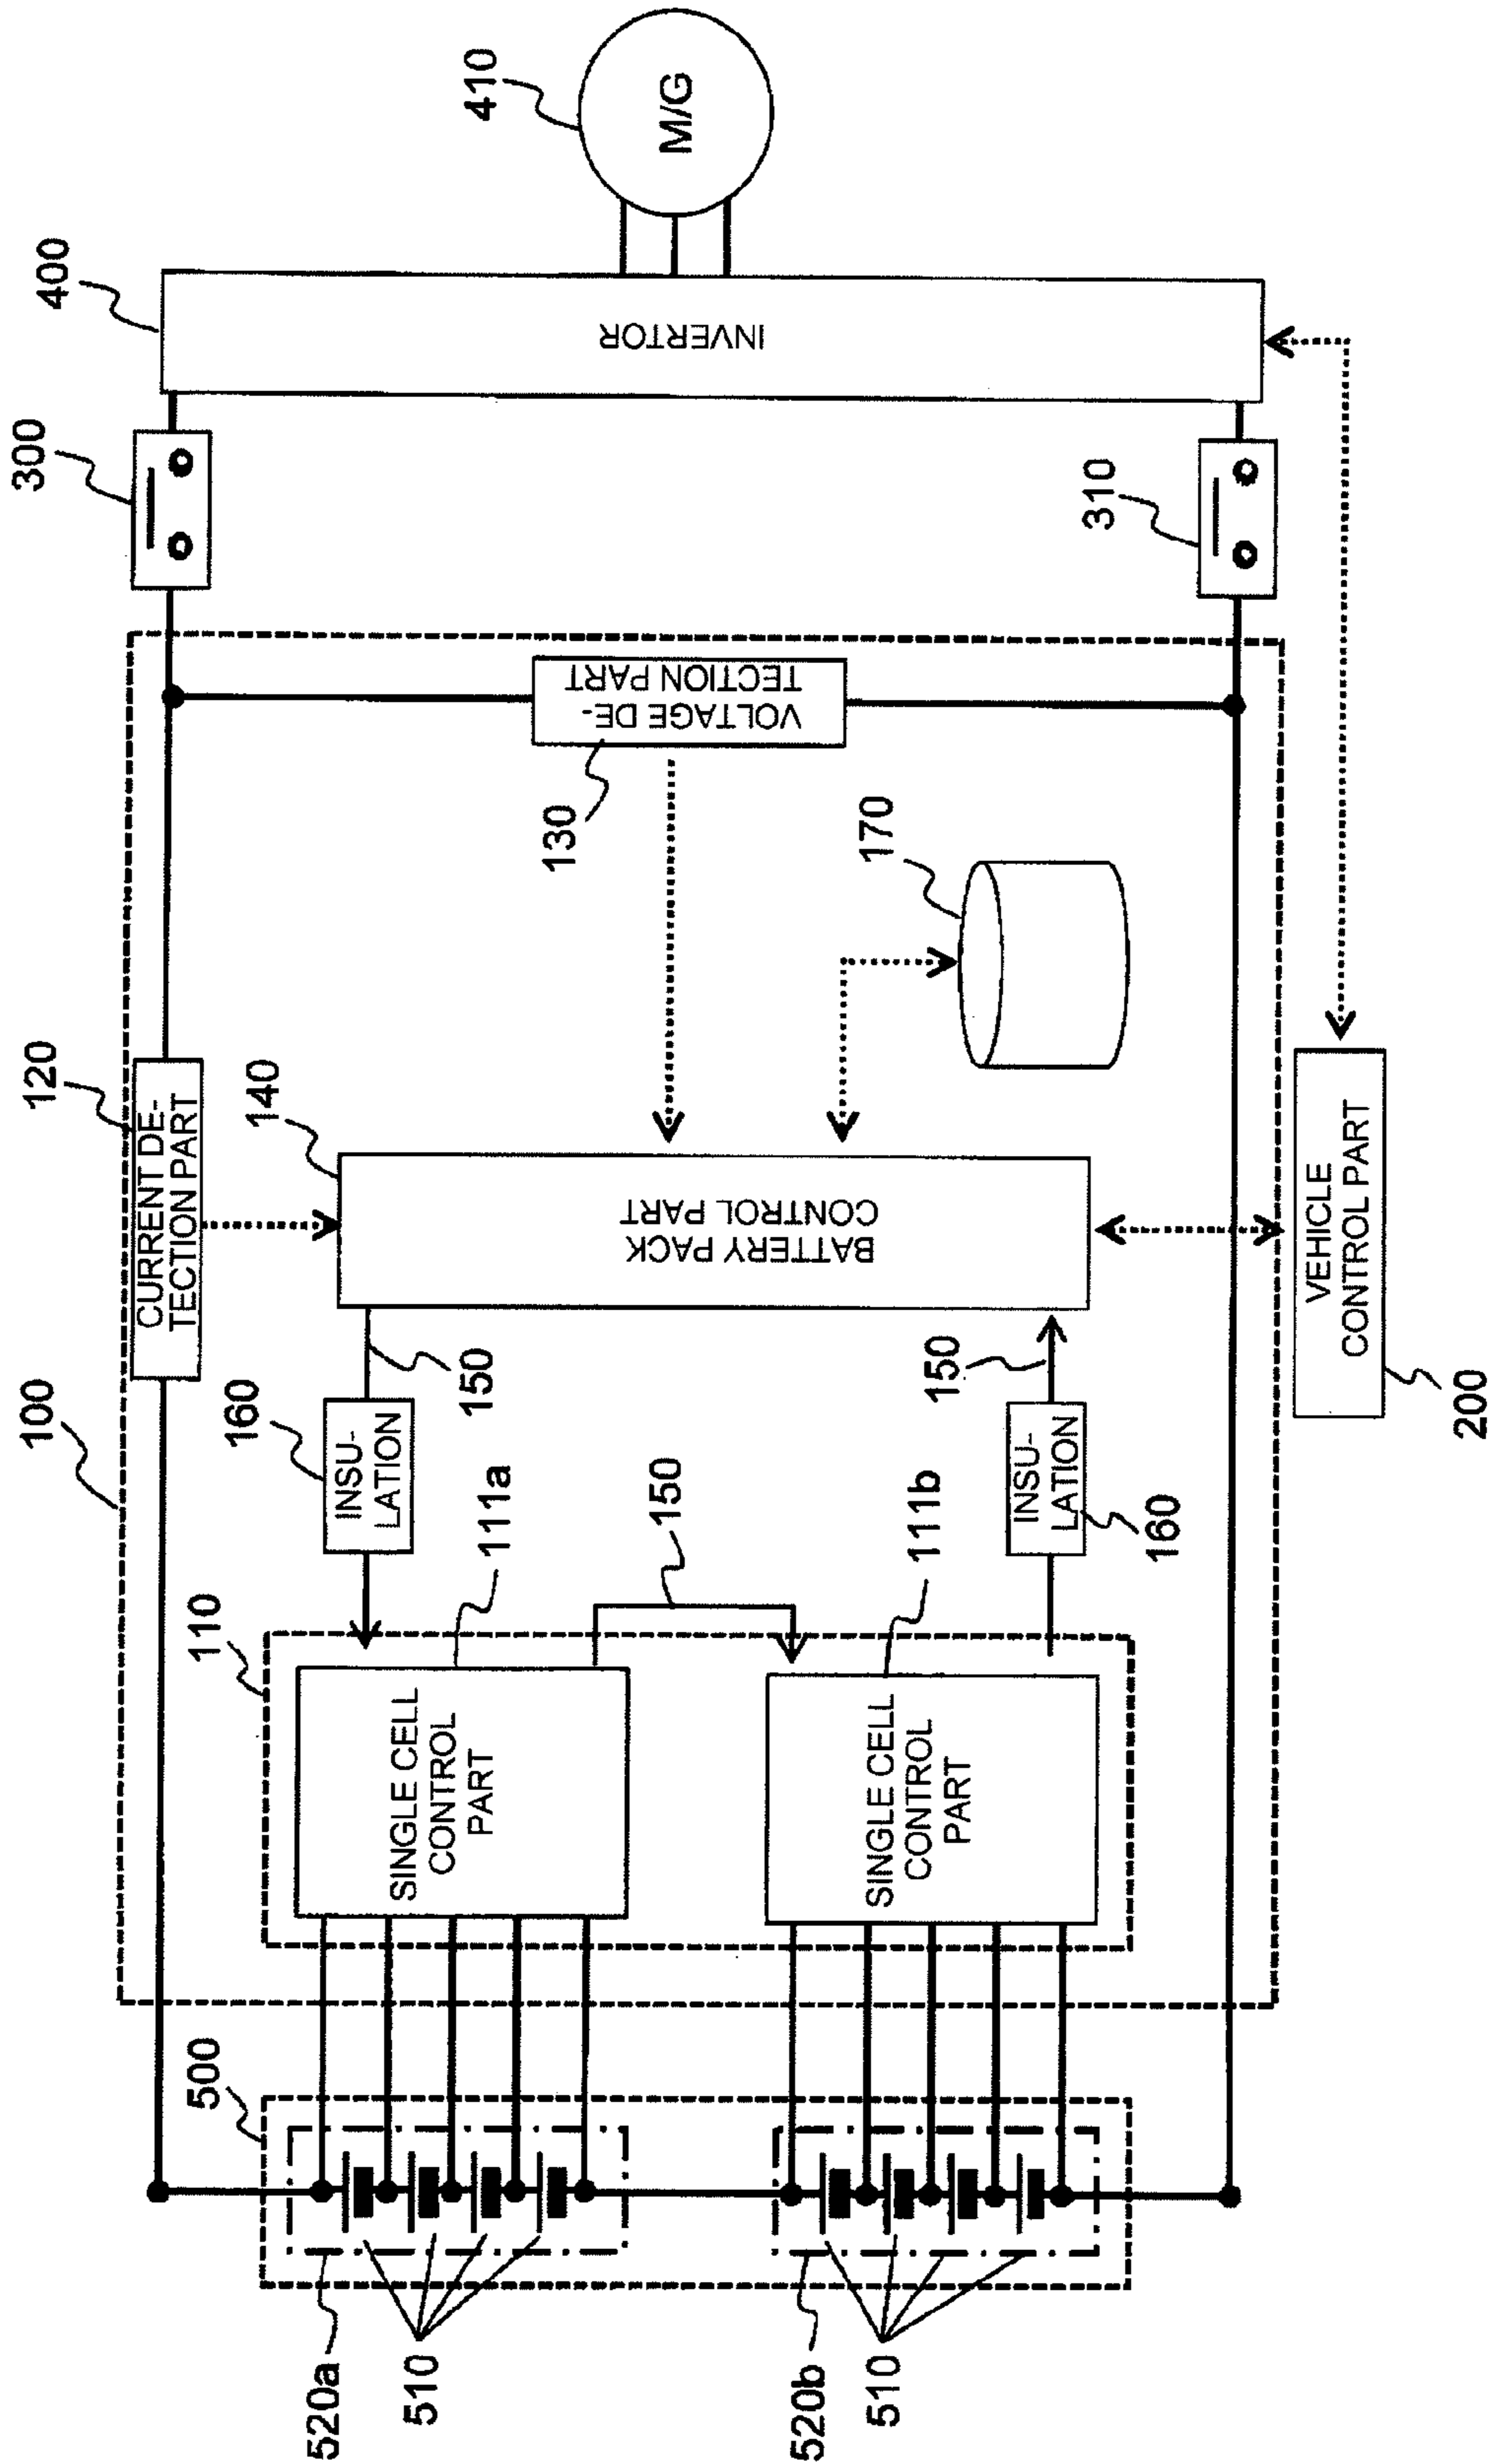 100
120
CURRENT DE-
TECTION PART
300
400
410
M/G
INVERTOR
500
110
160
INSU-
LATION
150
140
BATTERY PACK
CONTROL PART
130
VOLTAGE DE-
TECTION PART
170
111a
SINGLE CELL
CONTROL
PART
150
111b
SINGLE CELL
CONTROL
PART
INSU-
LATION
160
150
310
520a
510
520b
510
VEHICLE
CONTROL PART
200